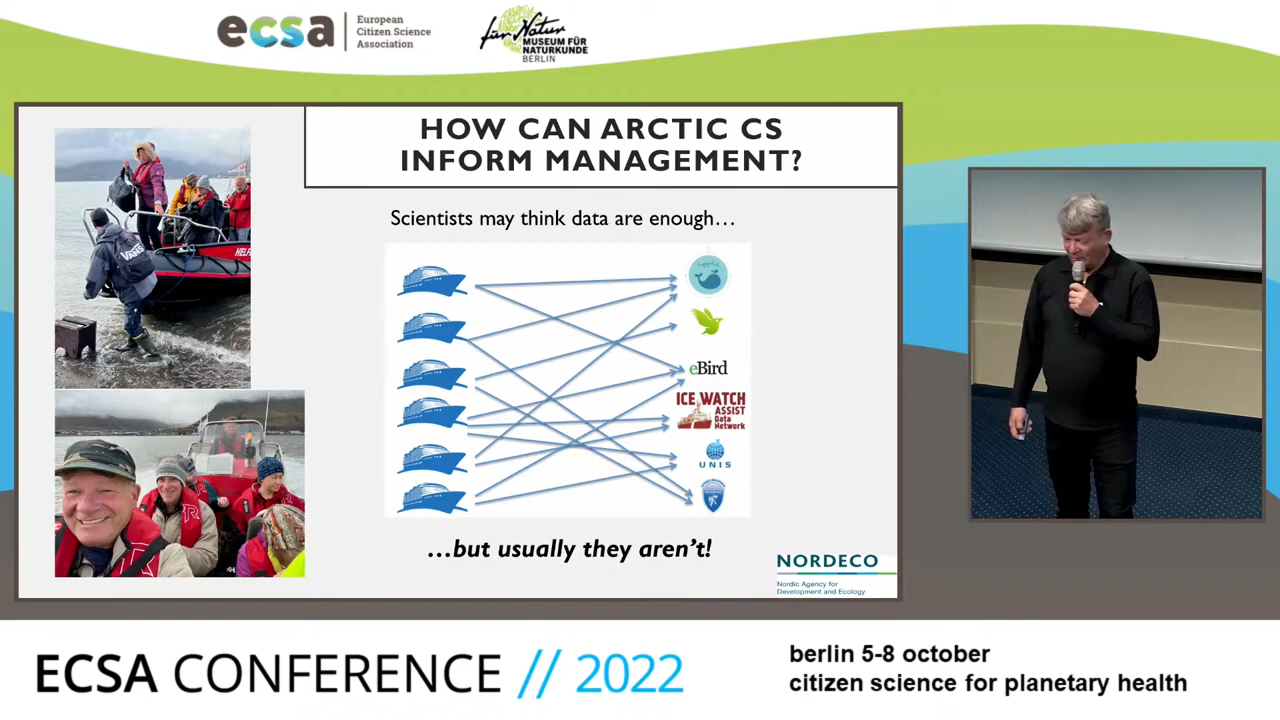 ecsa
European
Citizen Science
Association
für Natur
MUSEUM FÜR
NATURKUNDE
BERLIN
HOW CAN ARCTIC CS
INFORM MANAGEMENT?
Scientists may think data are enough…
VANS
eBird
ICE WATCH
ASSIST
Data
Network
UNIS
…but usually they aren't!
NORDECO
Nordic Agency for
Development and Ecology
ECSA CONFERENCE // 2022
berlin 5-8 october
citizen science for planetary health